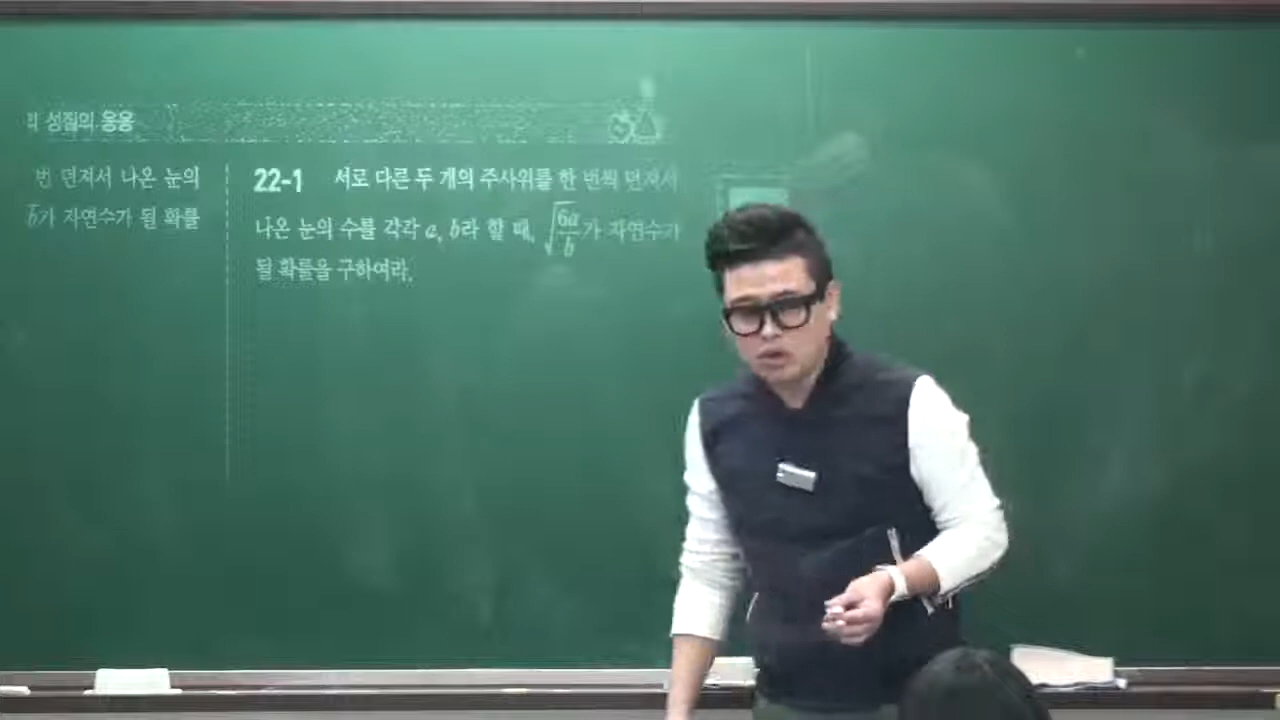 의 성질의 응용
번 던져서 나온 눈의
b가 자연수가 될 확률
22-1 서로 다른 두 개의 주사위를 한 번씩 던져서
나온 눈의 수를 각각 a, b라 할 때, √(6a/b)가 자연수가
될 확률을 구하여라.